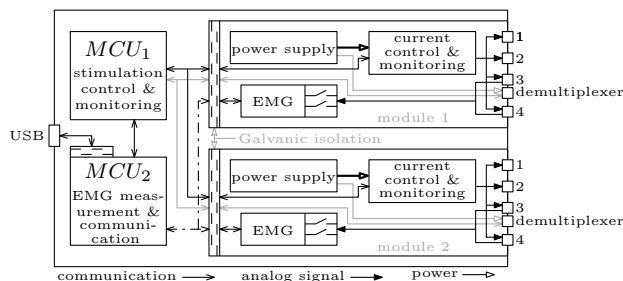 MCU1
stimulation
control &
monitoring
power supply
current
control &
monitoring
1
2
3
demultiplexer
4
EMG
module 1
USB
Galvanic isolation
MCU2
EMG meas-
urement &
communi-
cation
power supply
current
control &
monitoring
1
2
3
demultiplexer
4
EMG
module 2
communication
analog signal
power